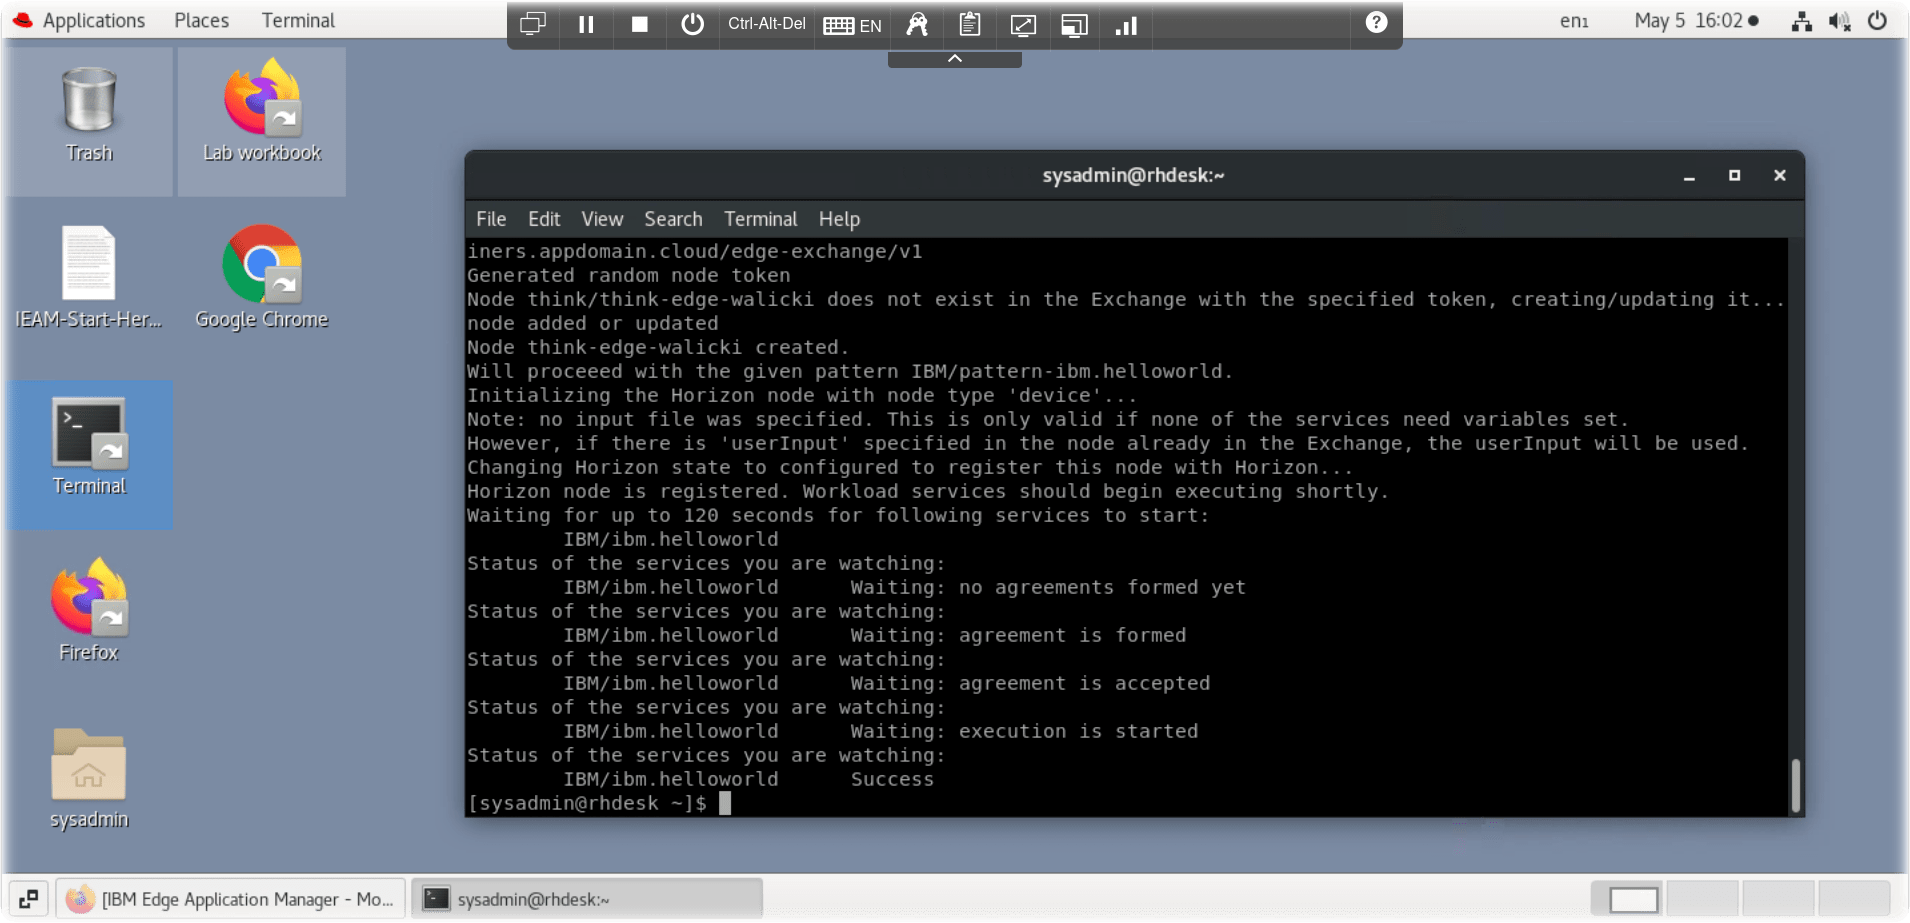 Applications Places Terminal
Ctrl-Alt-Del EN
en₁ May 5 16:02
Trash
Lab workbook
IEAM-Start-Her...
Google Chrome
Terminal
Firefox
sysadmin
sysadmin@rhdesk:~
File Edit View Search Terminal Help
iners.appdomain.cloud/edge-exchange/v1
Generated random node token
Node think/think-edge-walicki does not exist in the Exchange with the specified token, creating/updating it...
node added or updated
Node think-edge-walicki created.
Will proceeed with the given pattern IBM/pattern-ibm.helloworld.
Initializing the Horizon node with node type 'device'...
Note: no input file was specified. This is only valid if none of the services need variables set.
However, if there is 'userInput' specified in the node already in the Exchange, the userInput will be used.
Changing Horizon state to configured to register this node with Horizon...
Horizon node is registered. Workload services should begin executing shortly.
Waiting for up to 120 seconds for following services to start:
IBM/ibm.helloworld
Status of the services you are watching:
IBM/ibm.helloworld Waiting: no agreements formed yet
Status of the services you are watching:
IBM/ibm.helloworld Waiting: agreement is formed
Status of the services you are watching:
IBM/ibm.helloworld Waiting: agreement is accepted
Status of the services you are watching:
IBM/ibm.helloworld Waiting: execution is started
Status of the services you are watching:
IBM/ibm.helloworld Success
[sysadmin@rhdesk ~]$
[IBM Edge Application Manager - Mo...
sysadmin@rhdesk:~